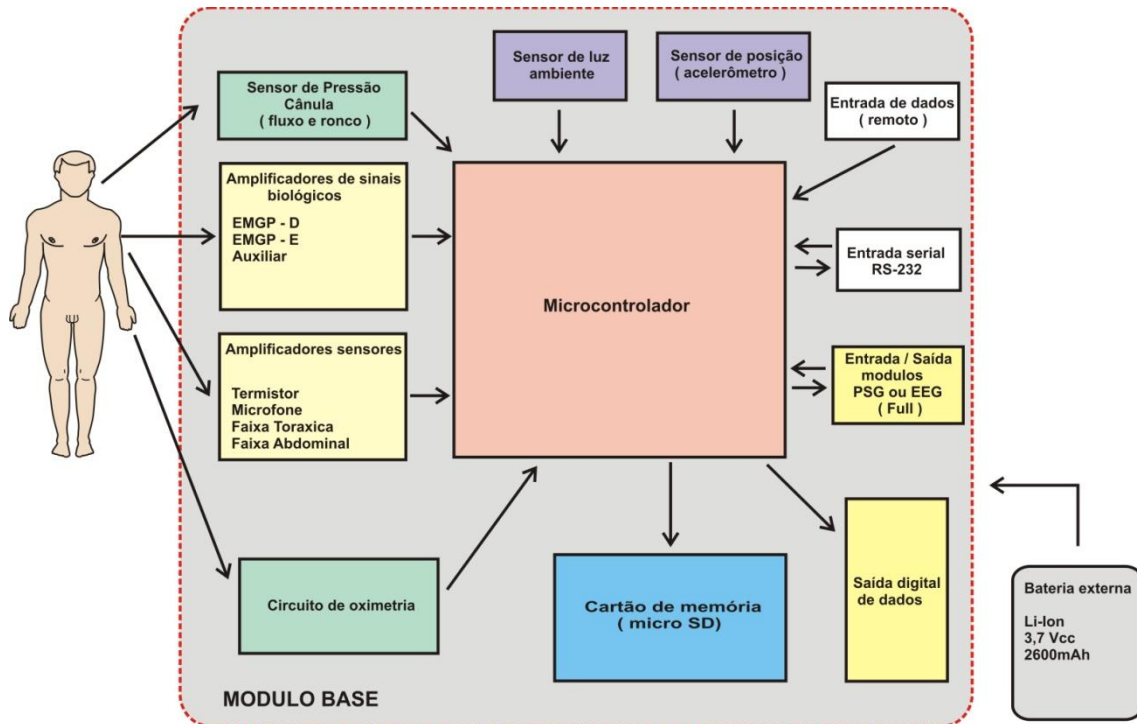 Sensor de luz
ambiente
Sensor de posição
( acelerômetro )
Sensor de Pressão
Cânula
( fluxo e ronco )
Entrada de dados
( remoto )
Amplificadores de sinais
biológicos
EMGP - D
EMGP - E
Auxiliar
Microcontrolador
Entrada serial
RS-232
Amplificadores sensores
Termistor
Microfone
Faixa Toraxica
Faixa Abdominal
Entrada / Saída
modulos
PSG ou EEG
( Full )
Circuito de oximetria
Cartão de memória
( micro SD)
Saída digital
de dados
Bateria externa
Li-Ion
3,7 Vcc
2600mAh
MODULO BASE